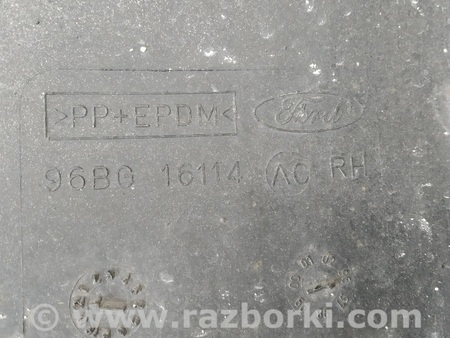 >PP+EPDM< Ford
96BG 16114 AC RH
www.razborki.com